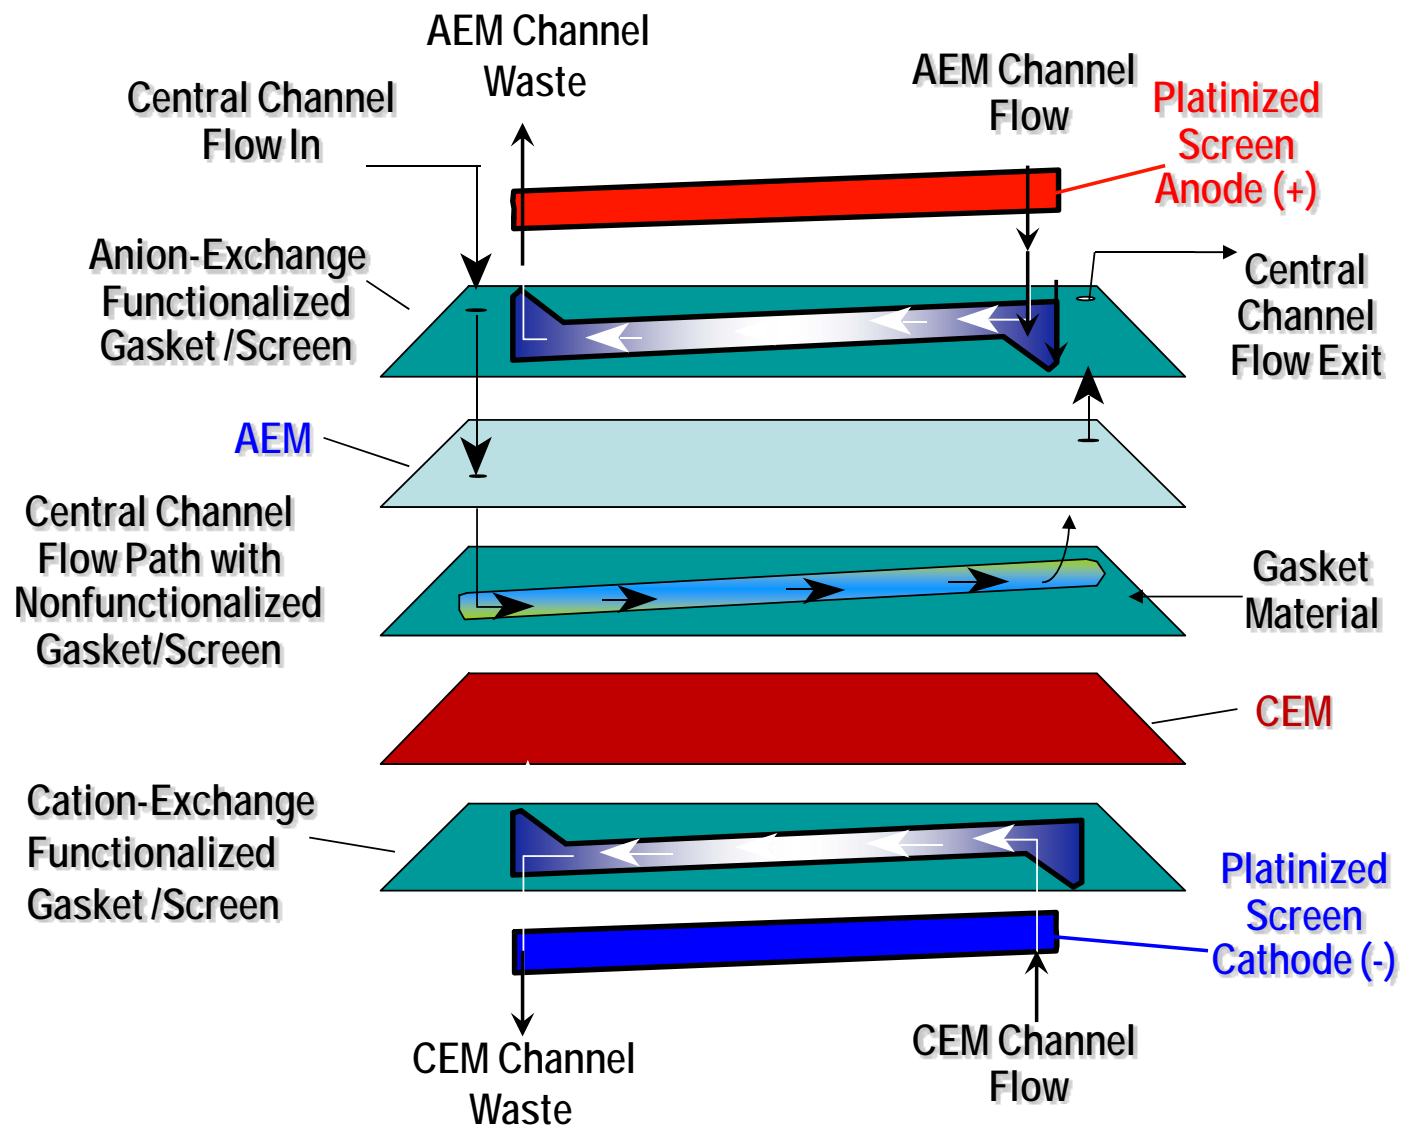 AEM Channel
Waste
Central Channel
Flow In
AEM Channel
Flow
Platinized
Screen
Anode (+)
Anion-Exchange
Functionalized
Gasket /Screen
Central
Channel
Flow Exit
AEM
Central Channel
Flow Path with
Nonfunctionalized
Gasket/Screen
Gasket
Material
CEM
Cation-Exchange
Functionalized
Gasket /Screen
Platinized
Screen
Cathode (-)
CEM Channel
Waste
CEM Channel
Flow